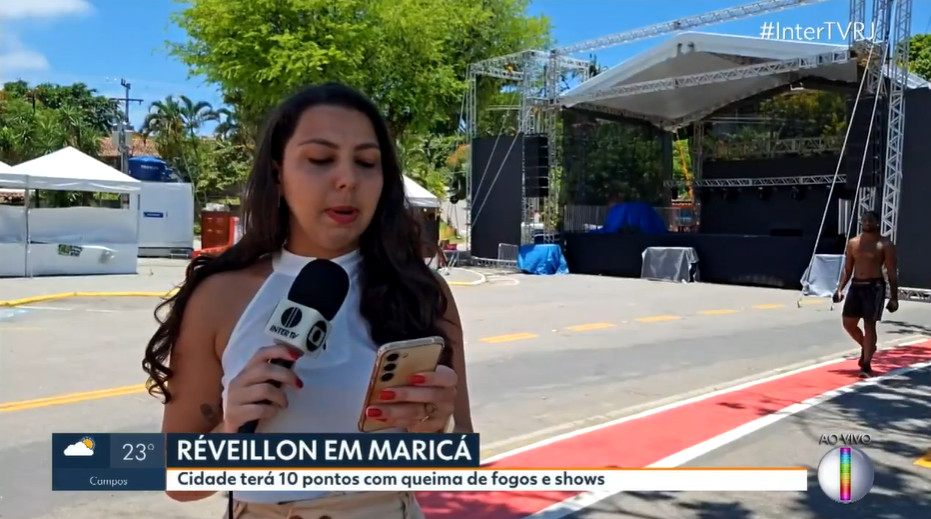 #InterTVRJ
INTER TV
23°
Campos
RÉVEILLON EM MARICÁ
Cidade terá 10 pontos com queima de fogos e shows
AO VIVO